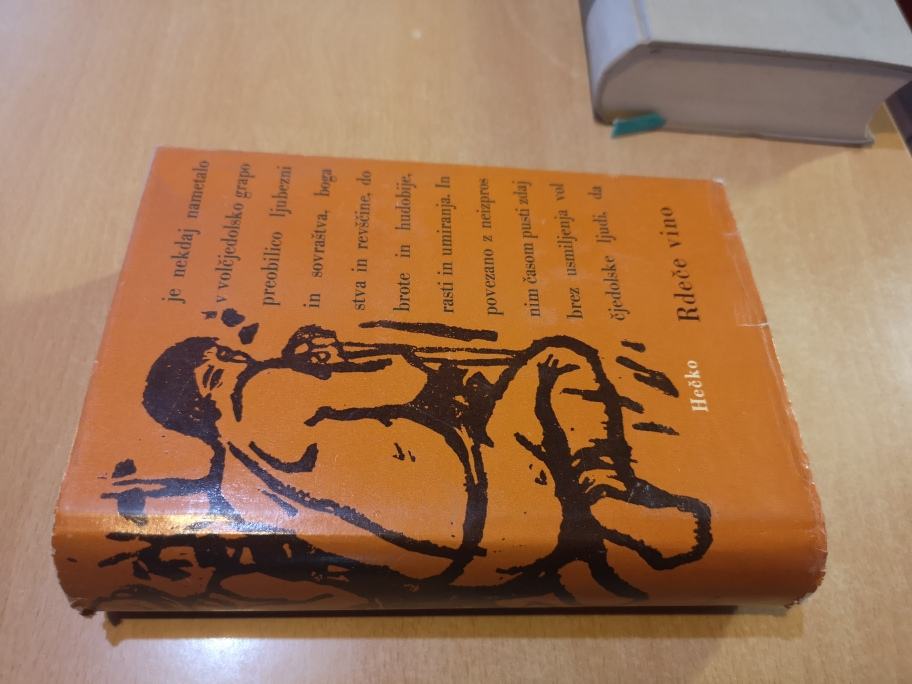 je nekdaj nametalo
v volčjedolsko grapo
preobilico ljubezni
in sovraštva, boga
stva in revščine, do
brote in hudobije,
rasti in umiranja. In
povezano z neizpros
nim časom pusti zdaj
brez usmiljenja vol
čjedolske ljudi, da
Hečko Rdeče vino